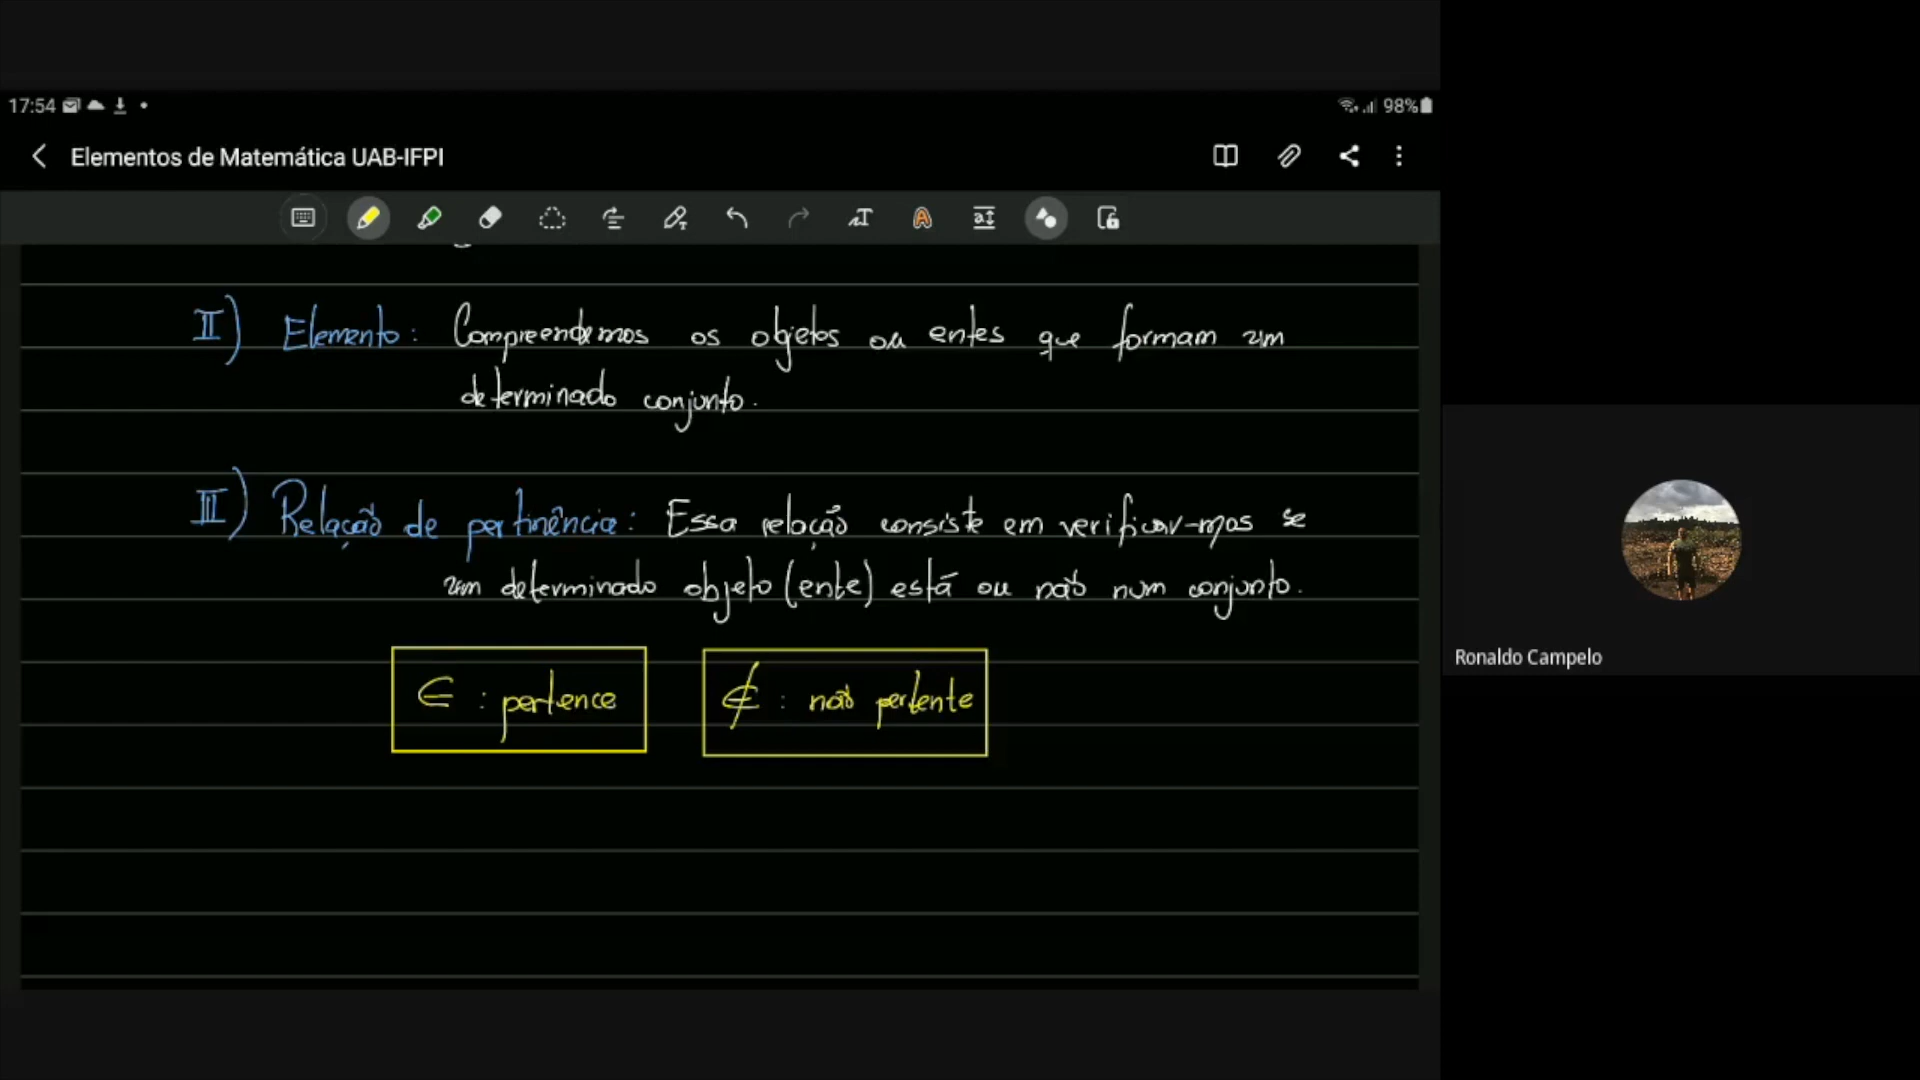 17:54
98%
Elementos de Matemática UAB-IFPI
II) Elemento: Compreendemos os objetos ou entes que formam um
determinado conjunto.
III) Relação de pertinência: Essa relação consiste em verificar-mos se
um determinado objeto (ente) está ou não num conjunto.
∈ : pertence
∉ : não pertente
Ronaldo Campelo